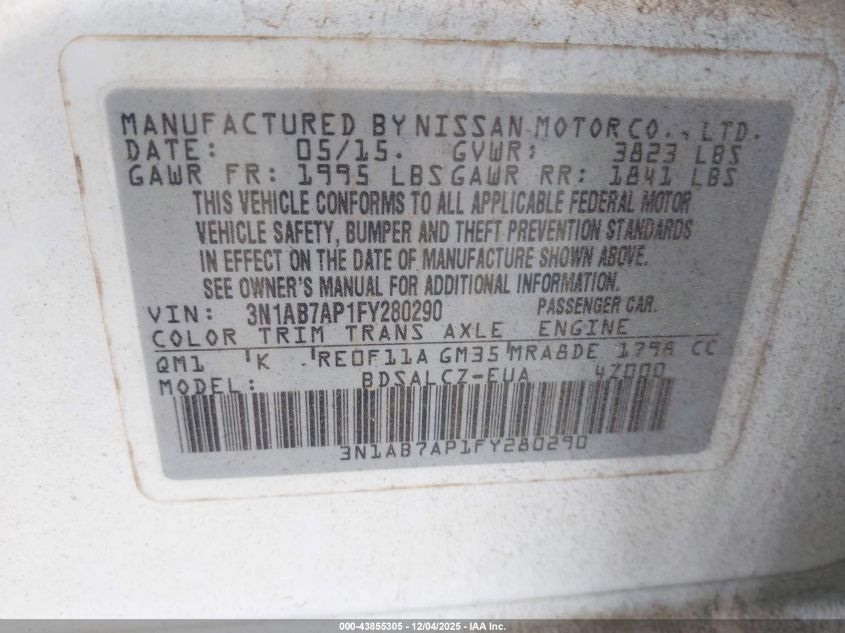 MANUFACTURED BY NISSAN MOTOR CO., LTD.
DATE: 05/15. GVWR: 3823 LBS
GAWR FR: 1995 LBS GAWR RR: 1841 LBS
THIS VEHICLE CONFORMS TO ALL APPLICABLE FEDERAL MOTOR
VEHICLE SAFETY, BUMPER AND THEFT PREVENTION STANDARDS
IN EFFECT ON THE DATE OF MANUFACTURE SHOWN ABOVE.
SEE OWNER'S MANUAL FOR ADDITIONAL INFORMATION.
VIN: 3N1AB7AP1FY280290 PASSENGER CAR.
COLOR TRIM TRANS AXLE ENGINE
QM1 K RE0F11A GM35 MRA8DE 1798 CC
MODEL: BDSALCZ-EUA 4Z000
3N1AB7AP1FY280290
000-43855305 - 12/04/2025 - IAA Inc.